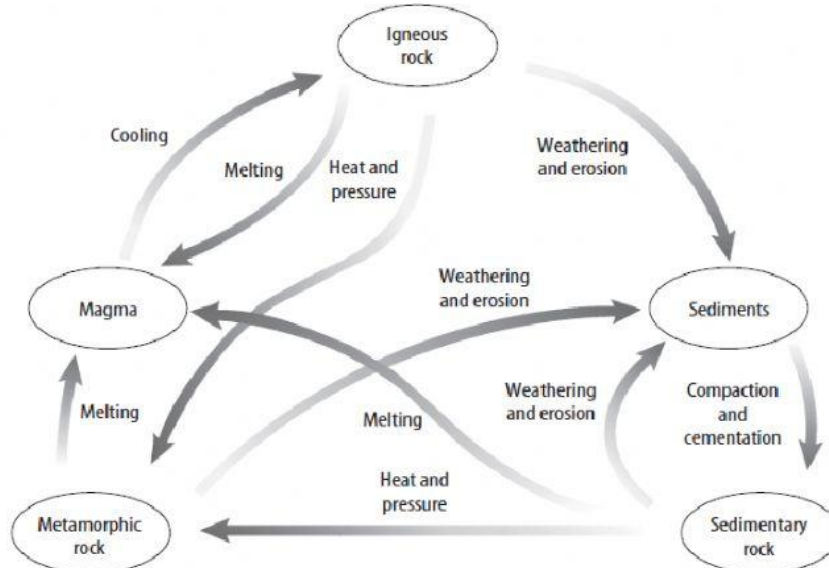 Igneous
rock
Cooling
Melting
Heat and
pressure
Weathering
and erosion
Magma
Weathering
and erosion
Sediments
Melting
Melting
Weathering
and erosion
Compaction
and
cementation
Heat and
pressure
Metamorphic
rock
Sedimentary
rock